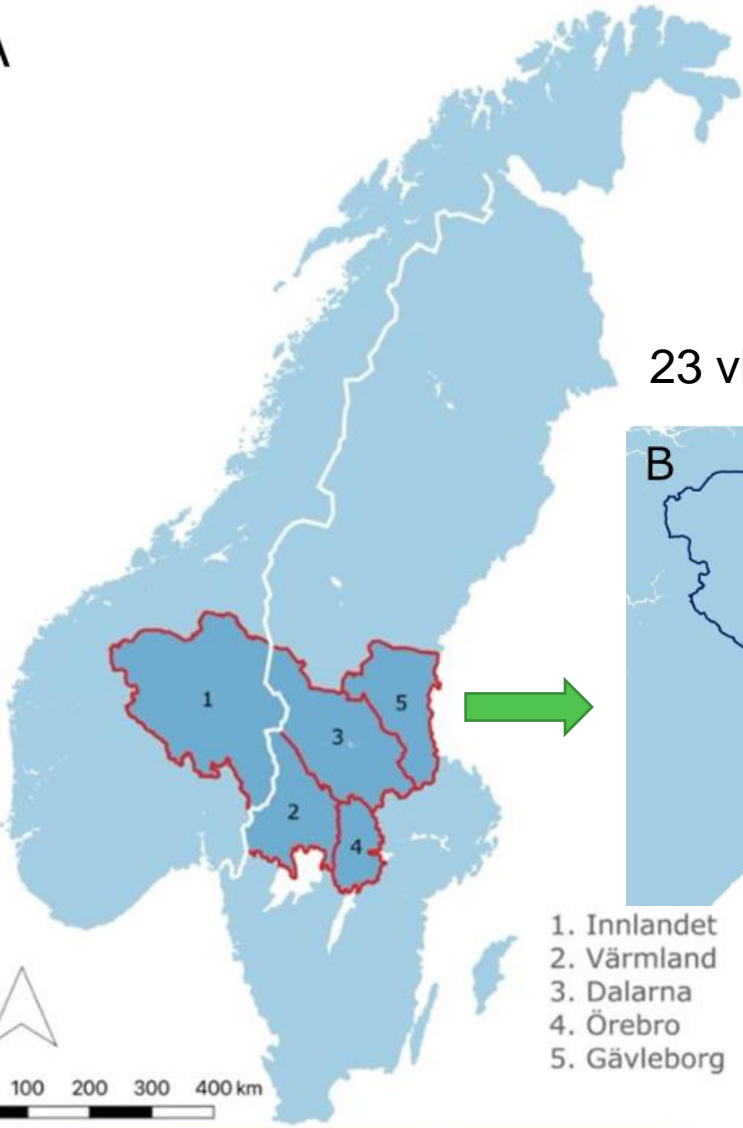 A
23
B
1
5
3
2
4
1. Innlandet
2. Värmland
3. Dalarna
4. Örebro
5. Gävleborg
100 200 300 400 km